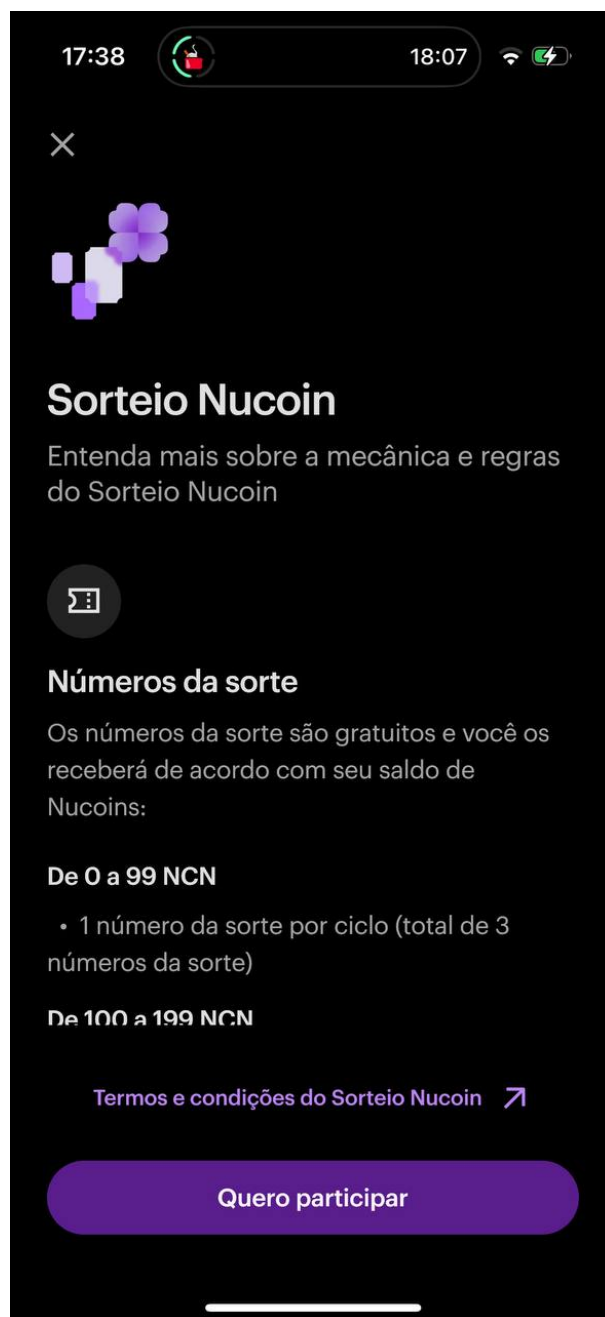 17:38
18:07
Sorteio Nucoin
Entenda mais sobre a mecânica e regras
do Sorteio Nucoin
Números da sorte
Os números da sorte são gratuitos e você os
receberá de acordo com seu saldo de
Nucoins:
De 0 a 99 NCN
• 1 número da sorte por ciclo (total de 3
números da sorte)
De 100 a 199 NCN
Termos e condições do Sorteio Nucoin
Quero participar